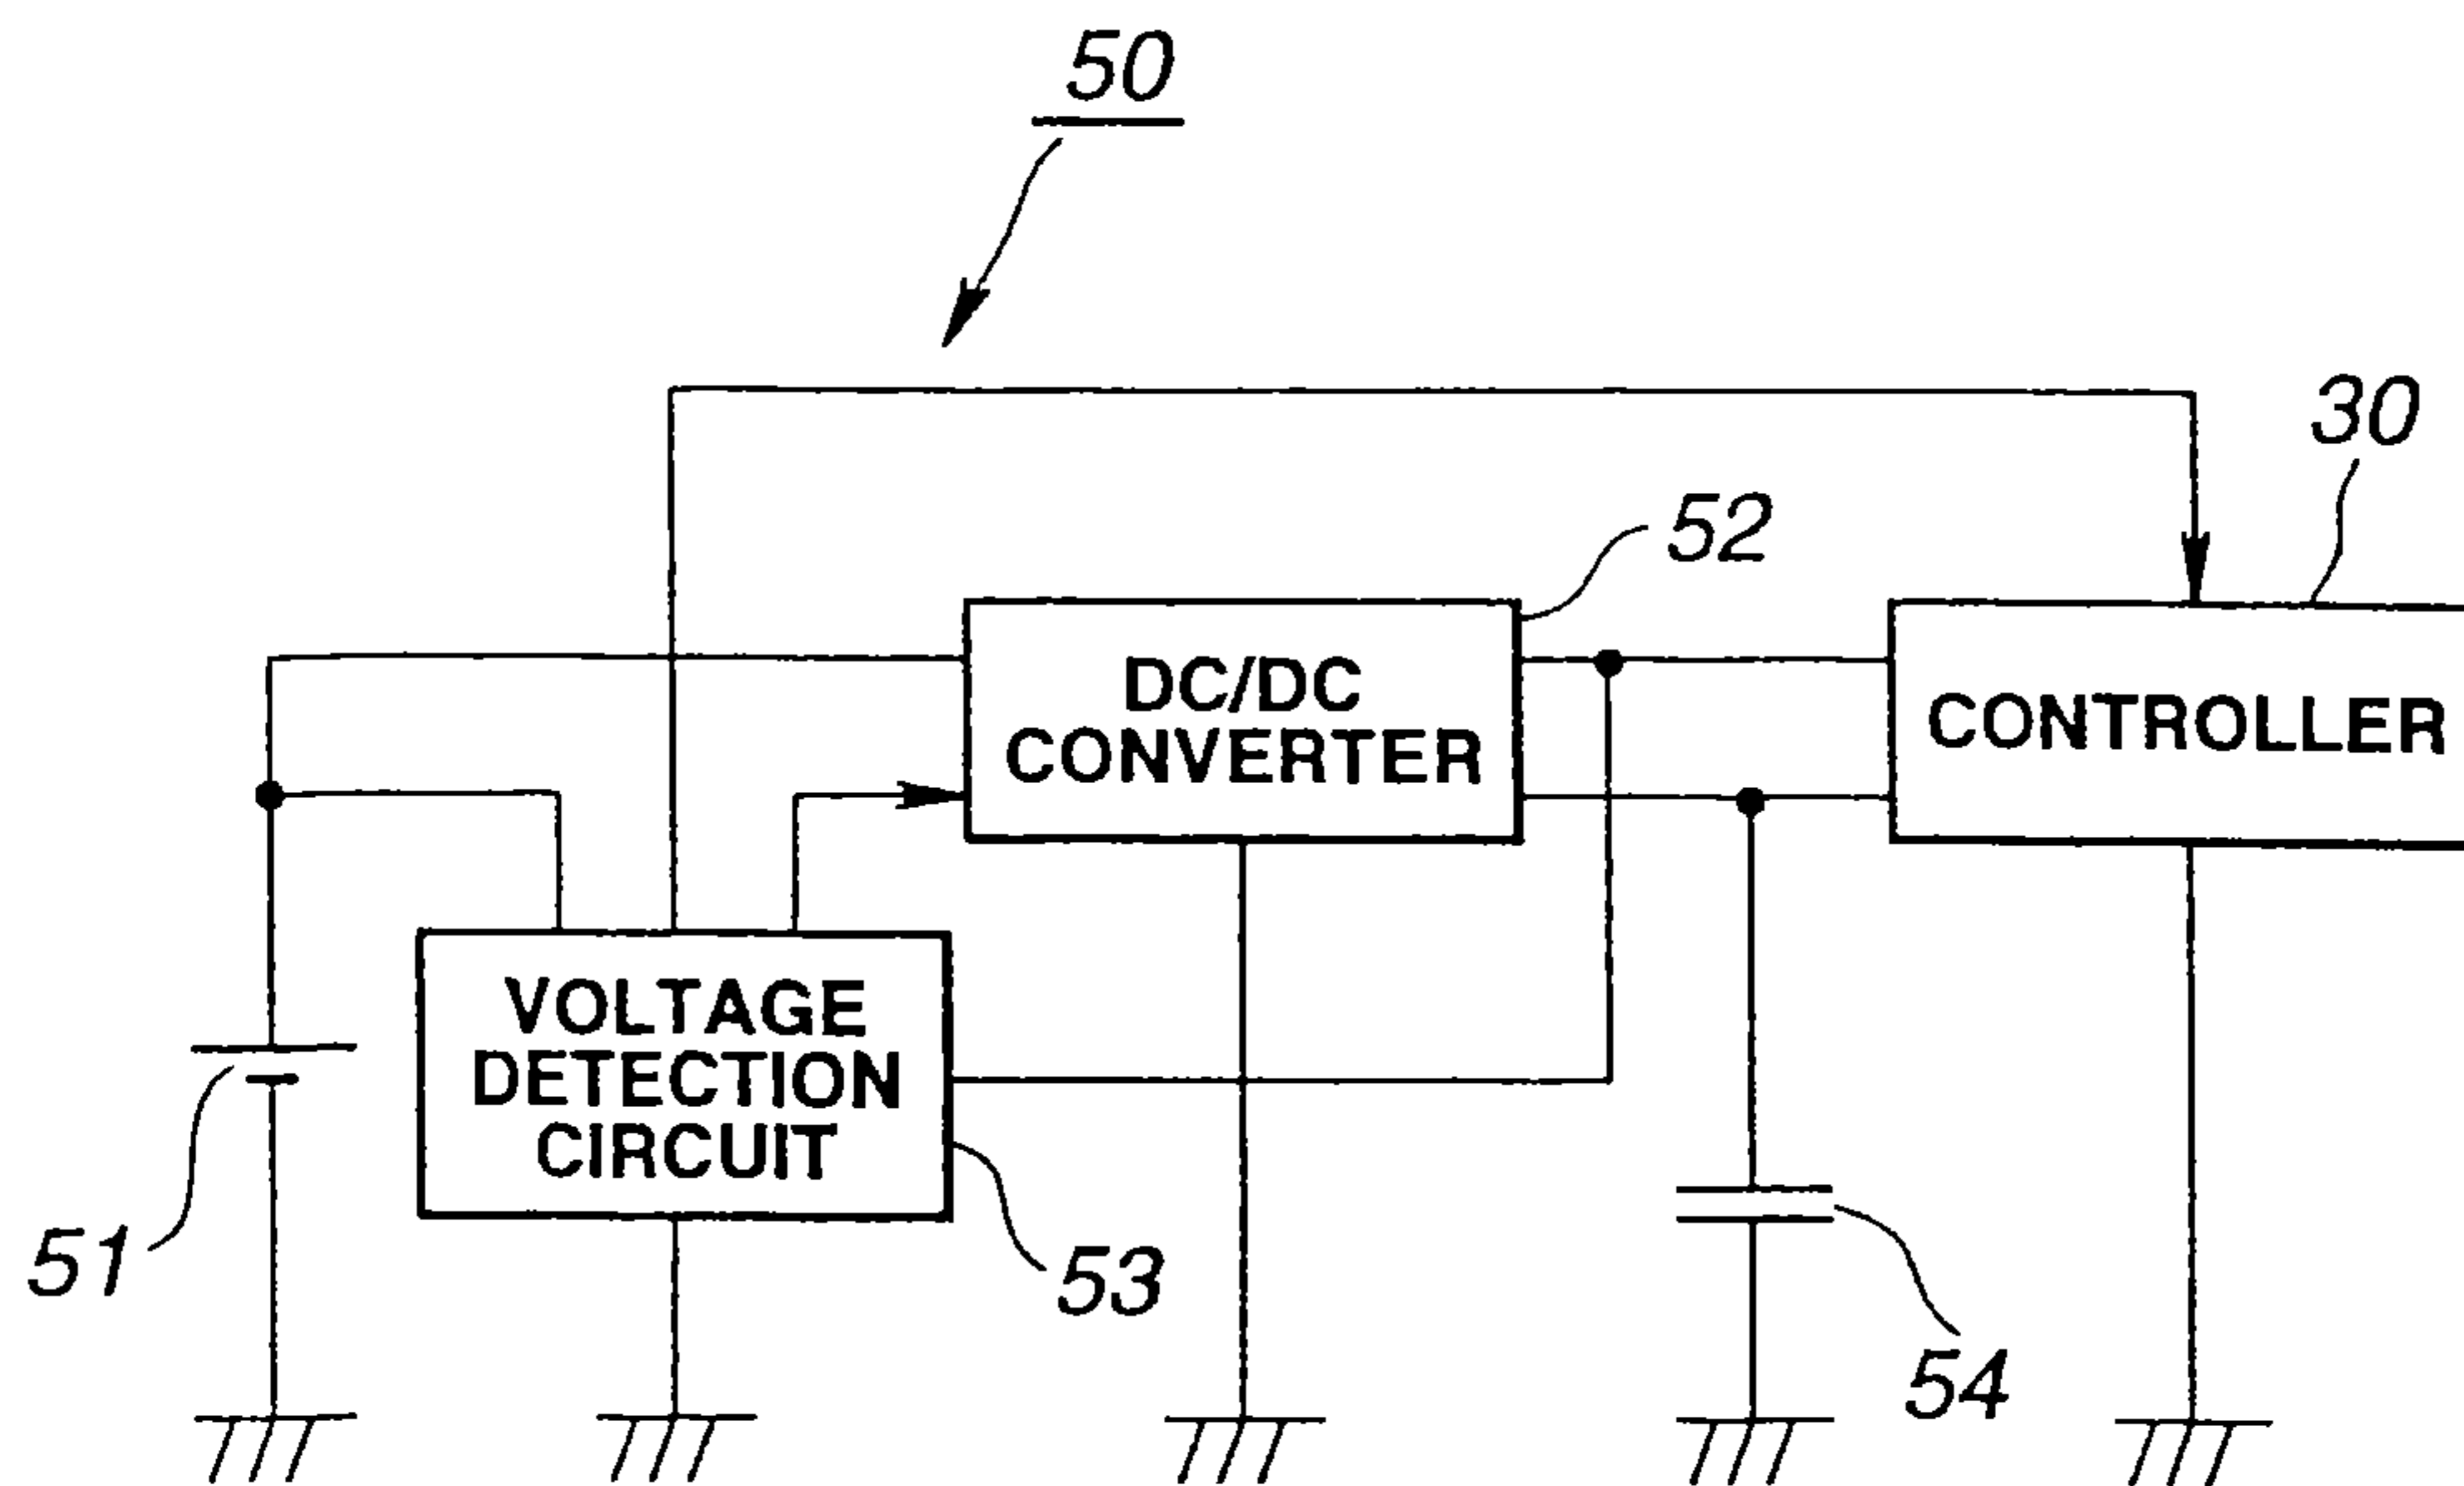 50
30
52
DC/DC
CONVERTER
CONTROLLER
VOLTAGE
DETECTION
CIRCUIT
51
53
54